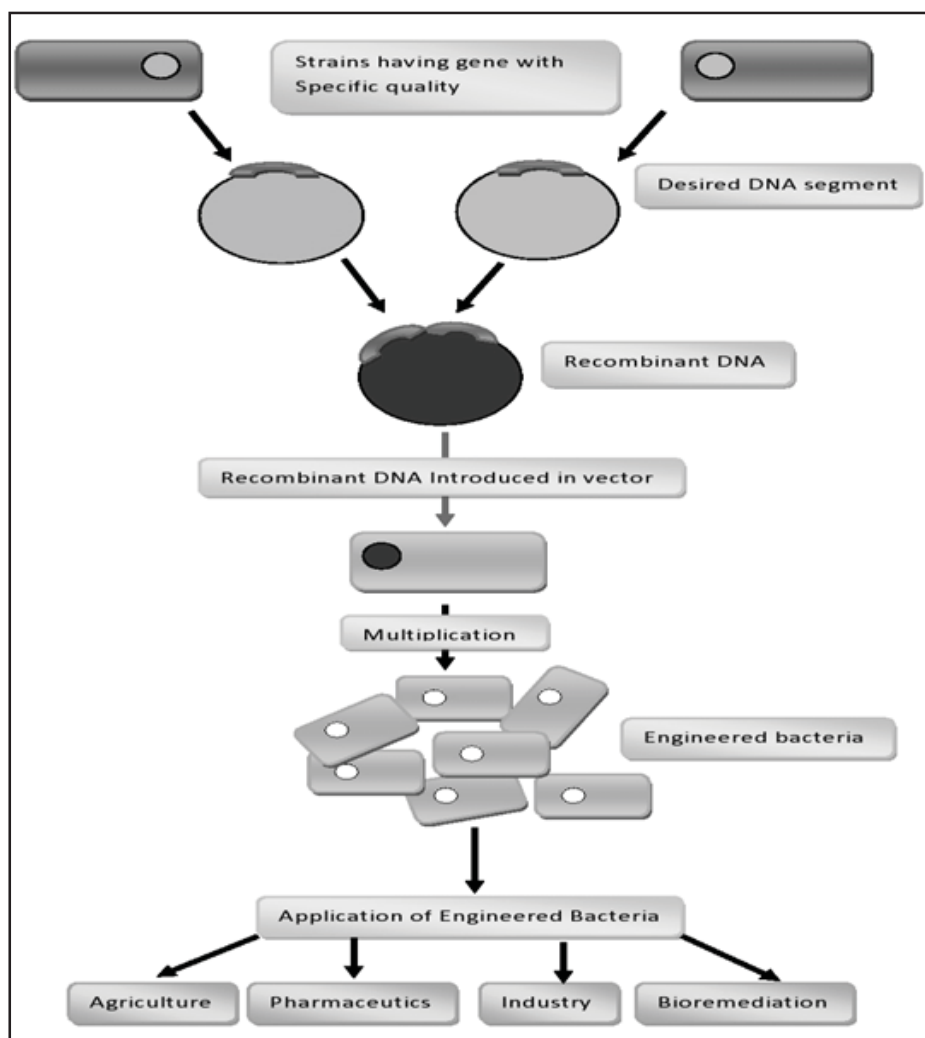 Strains having gene with
Specific quality
Desired DNA segment
Recombinant DNA
Recombinant DNA Introduced in vector
Multiplication
Engineered bacteria
Application of Engineered Bacteria
Agriculture
Pharmaceutics
Industry
Bioremediation